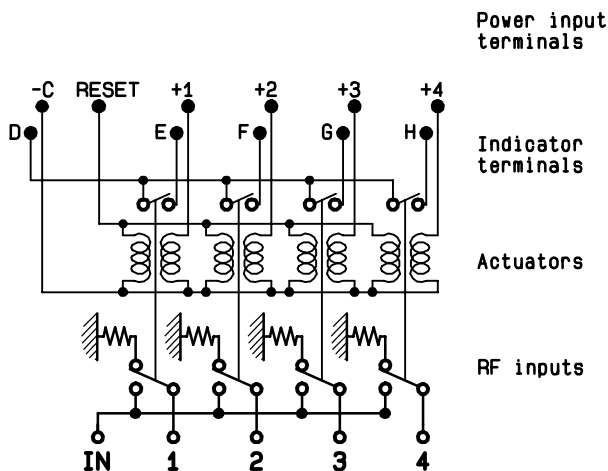 Power input
terminals
-C RESET +1 +2 +3 +4
D E F G H
Indicator
terminals
Actuators
RF inputs
IN 1 2 3 4